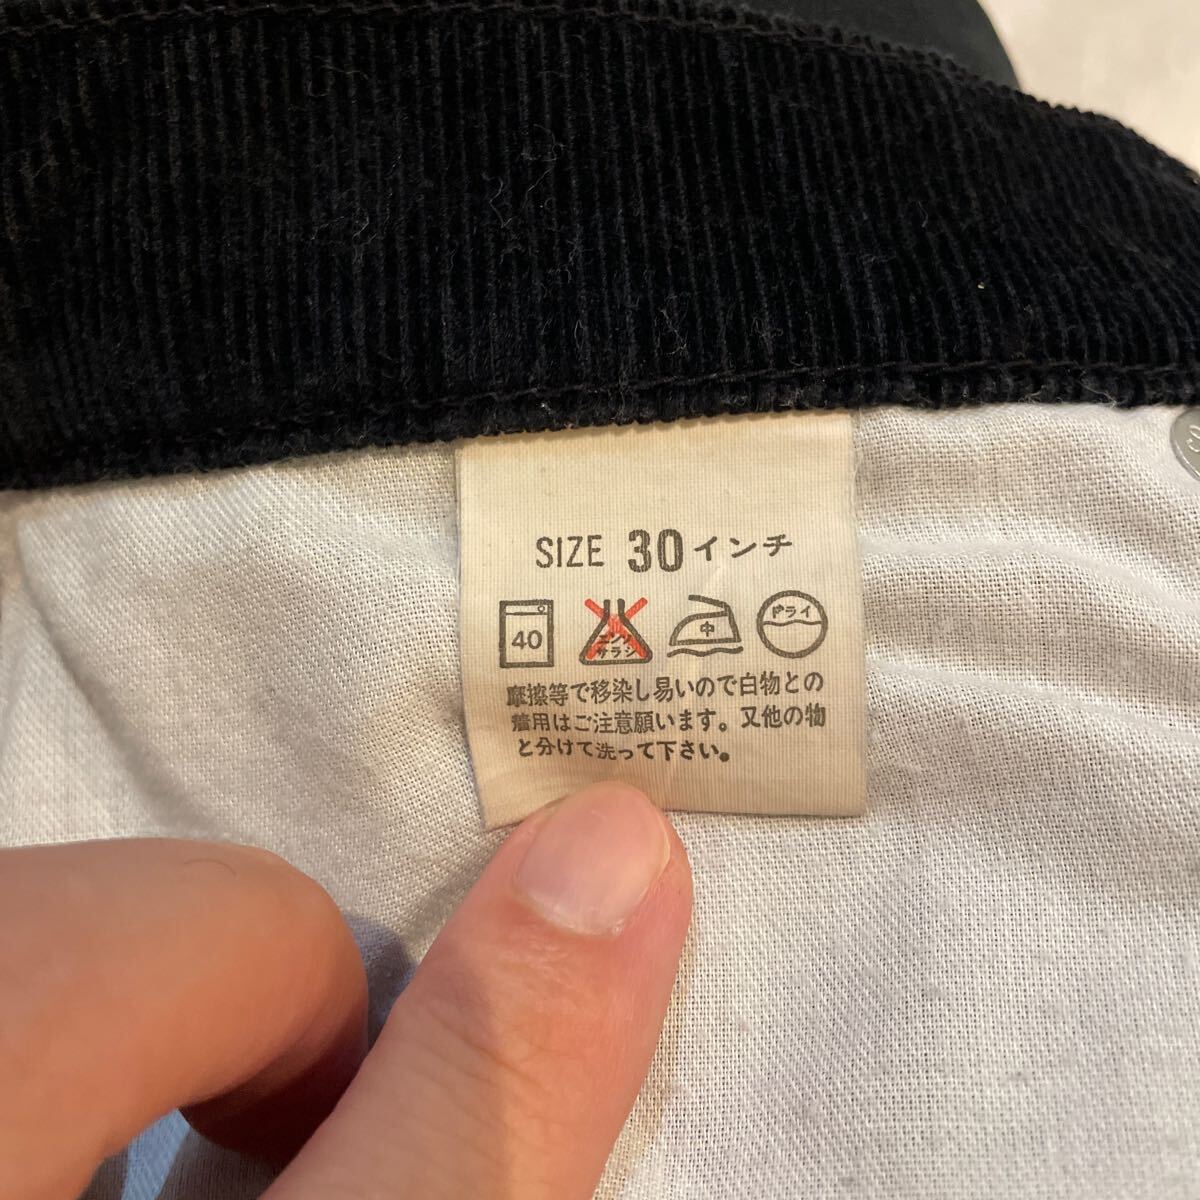 SIZE 30インチ
40 エンソ サラシ 中 ドライ
摩擦等で移染し易いので白物との
着用はご注意願います。又他の物
と分けて洗って下さい。